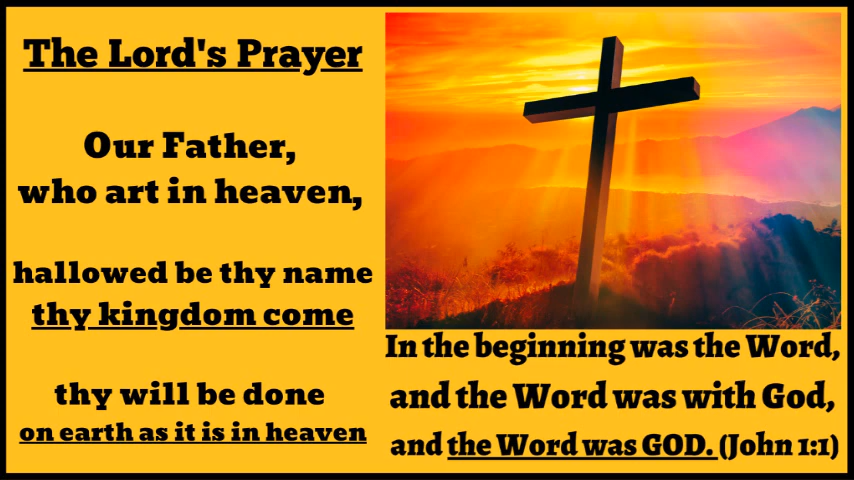 The Lord's Prayer
Our Father,
who art in heaven,
hallowed be thy name
thy kingdom come
thy will be done
on earth as it is in heaven
In the beginning was the Word,
and the Word was with God,
and the Word was GOD. (John 1:1)